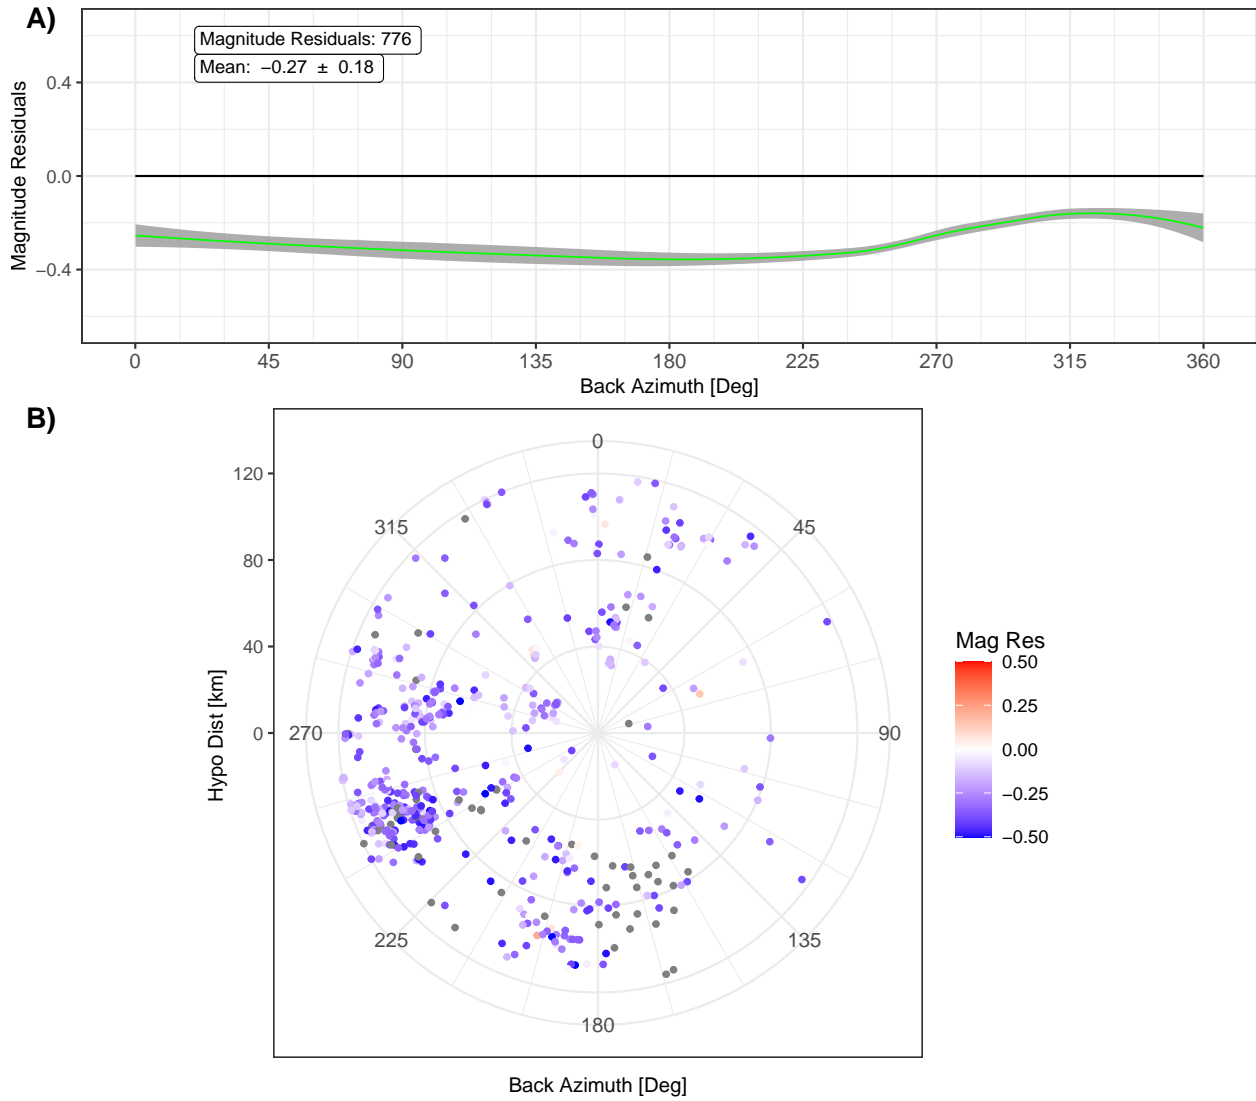 A)
Magnitude Residuals: 776
Mean: −0.27 ± 0.18
Magnitude Residuals
0.4
0.0
−0.4
0 45 90 135 180 225 270 315 360
Back Azimuth [Deg]
B)
Hypo Dist [km]
120
80
40
0
0
45
90
135
180
225
270
315
Back Azimuth [Deg]
Mag Res
0.50
0.25
0.00
−0.25
−0.50